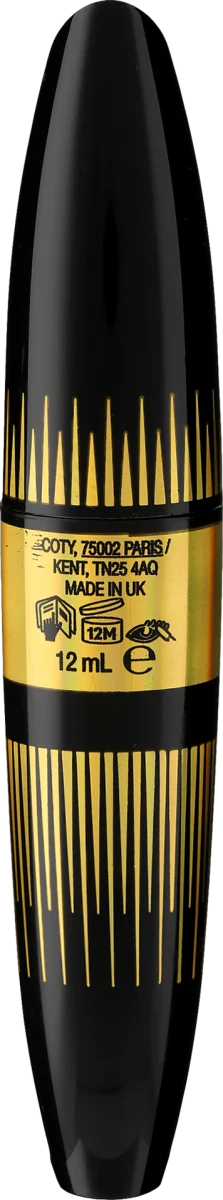 COTY, 75002 PARIS/
KENT, TN25 4AQ
MADE IN UK
12M
12 mL e